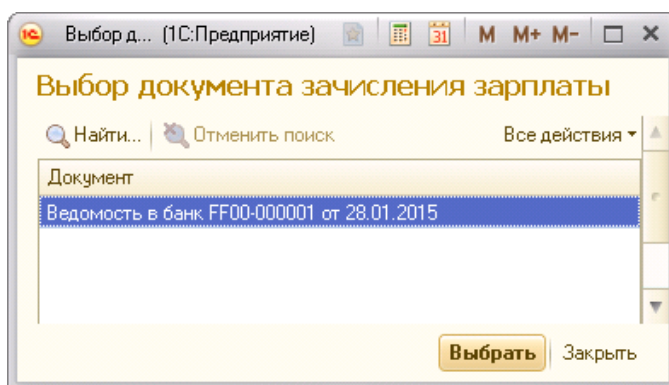 Выбор д... (1С:Предприятие) 31 M M+ M-
Выбор документа зачисления зарплаты
Найти... Отменить поиск Все действия
Документ
Ведомость в банк FF00-000001 от 28.01.2015
Выбрать Закрыть